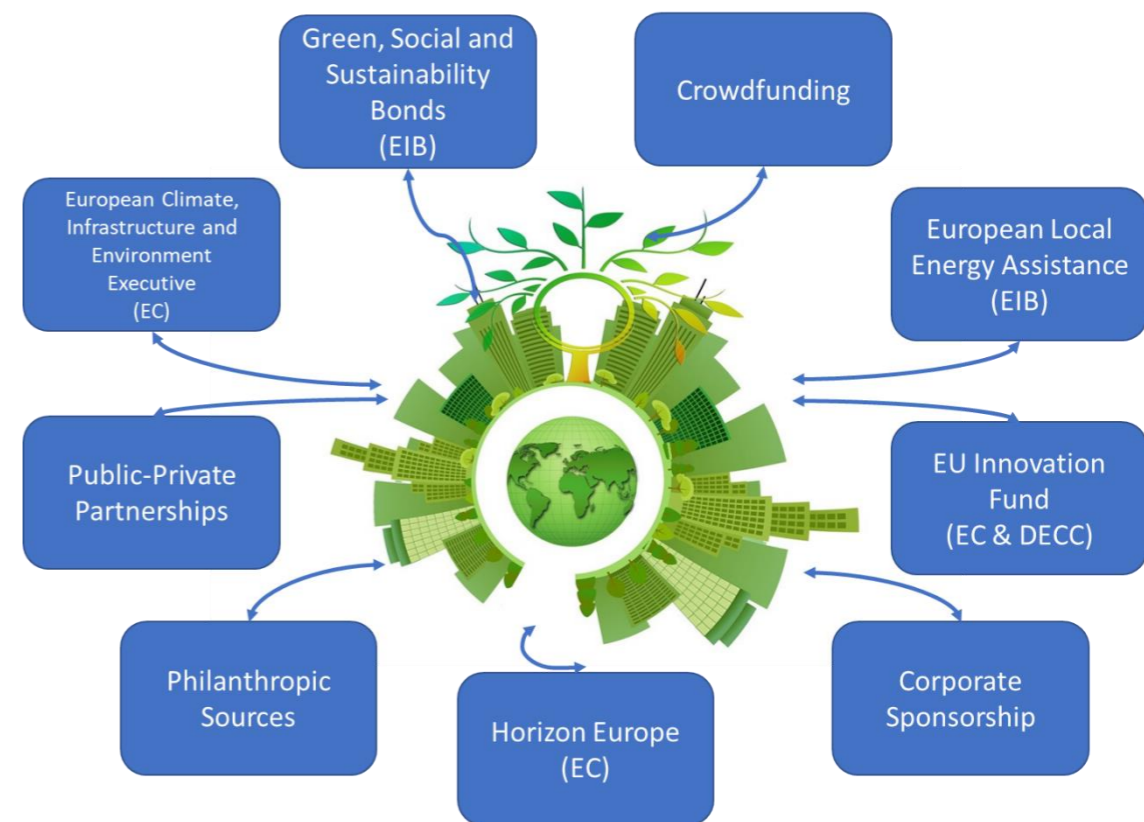 Green, Social and
Sustainability
Bonds
(EIB)
Crowdfunding
European Climate,
Infrastructure and
Environment
Executive
(EC)
European Local
Energy Assistance
(EIB)
Public-Private
Partnerships
EU Innovation
Fund
(EC & DECC)
Philanthropic
Sources
Horizon Europe
(EC)
Corporate
Sponsorship